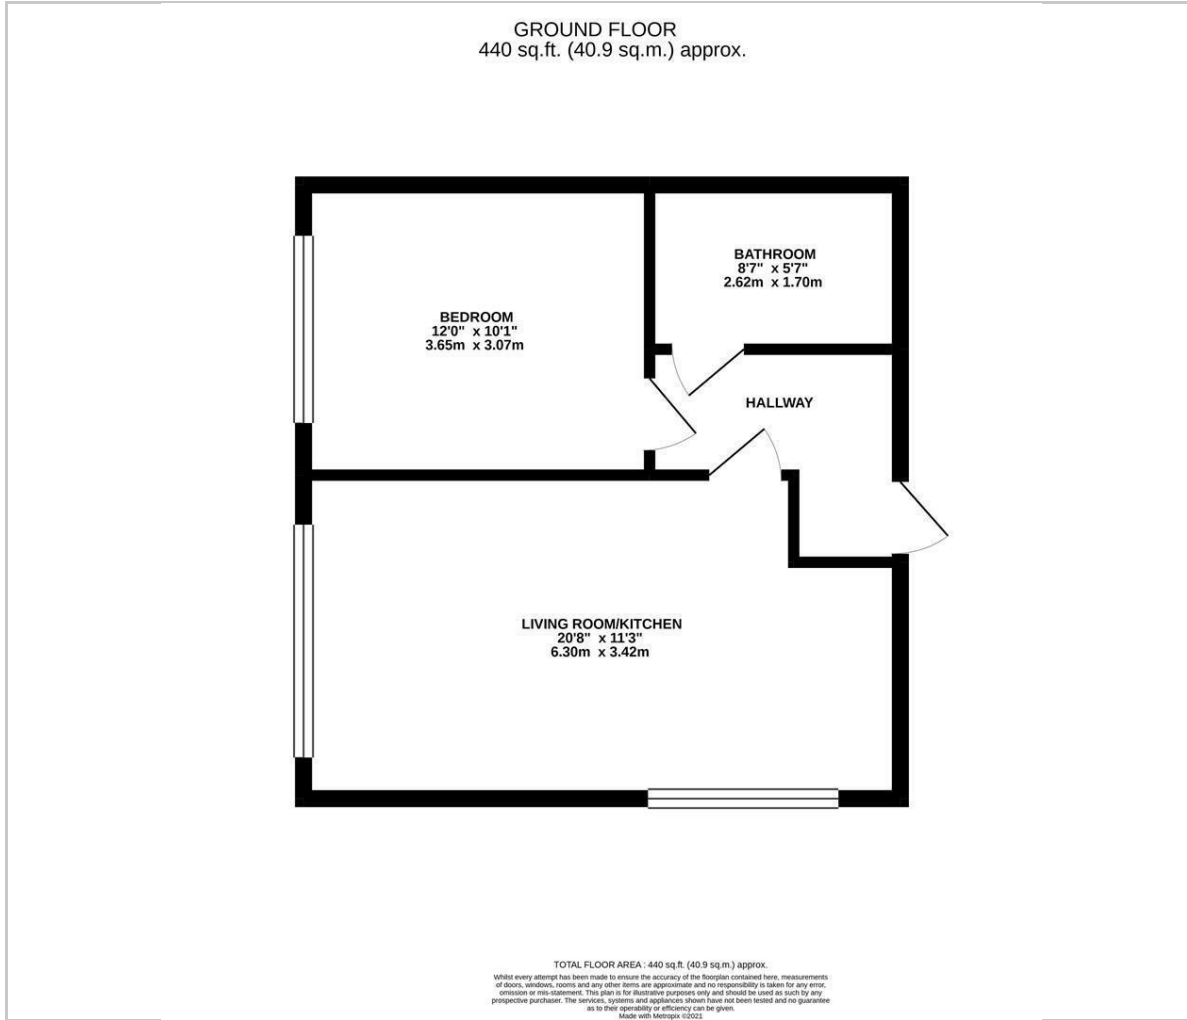 GROUND FLOOR
440 sq.ft. (40.9 sq.m.) approx.
BATHROOM
8'7" x 5'7"
2.62m x 1.70m
BEDROOM
12'0" x 10'1"
3.65m x 3.07m
HALLWAY
LIVING ROOM/KITCHEN
20'8" x 11'3"
6.30m x 3.42m
TOTAL FLOOR AREA : 440 sq.ft. (40.9 sq.m.) approx.
Whilst every attempt has been made to ensure the accuracy of the floorplan contained here, measurements
of doors, windows, rooms and any other items are approximate and no responsibility is taken for any error,
omission or mis-statement. This plan is for illustrative purposes only and should be used as such by any
prospective purchaser. The services, systems and appliances shown have not been tested and no guarantee
as to their operability or efficiency can be given.
Made with Metropix ©2021